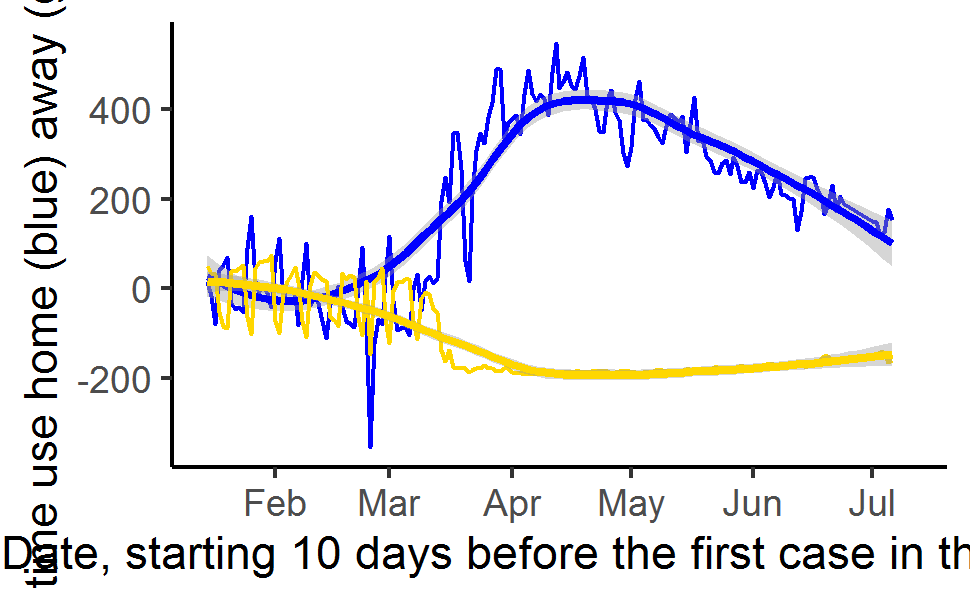 time use home (blue) away (
400
200
0
-200
Feb Mar Apr May Jun Jul
Date, starting 10 days before the first case in th